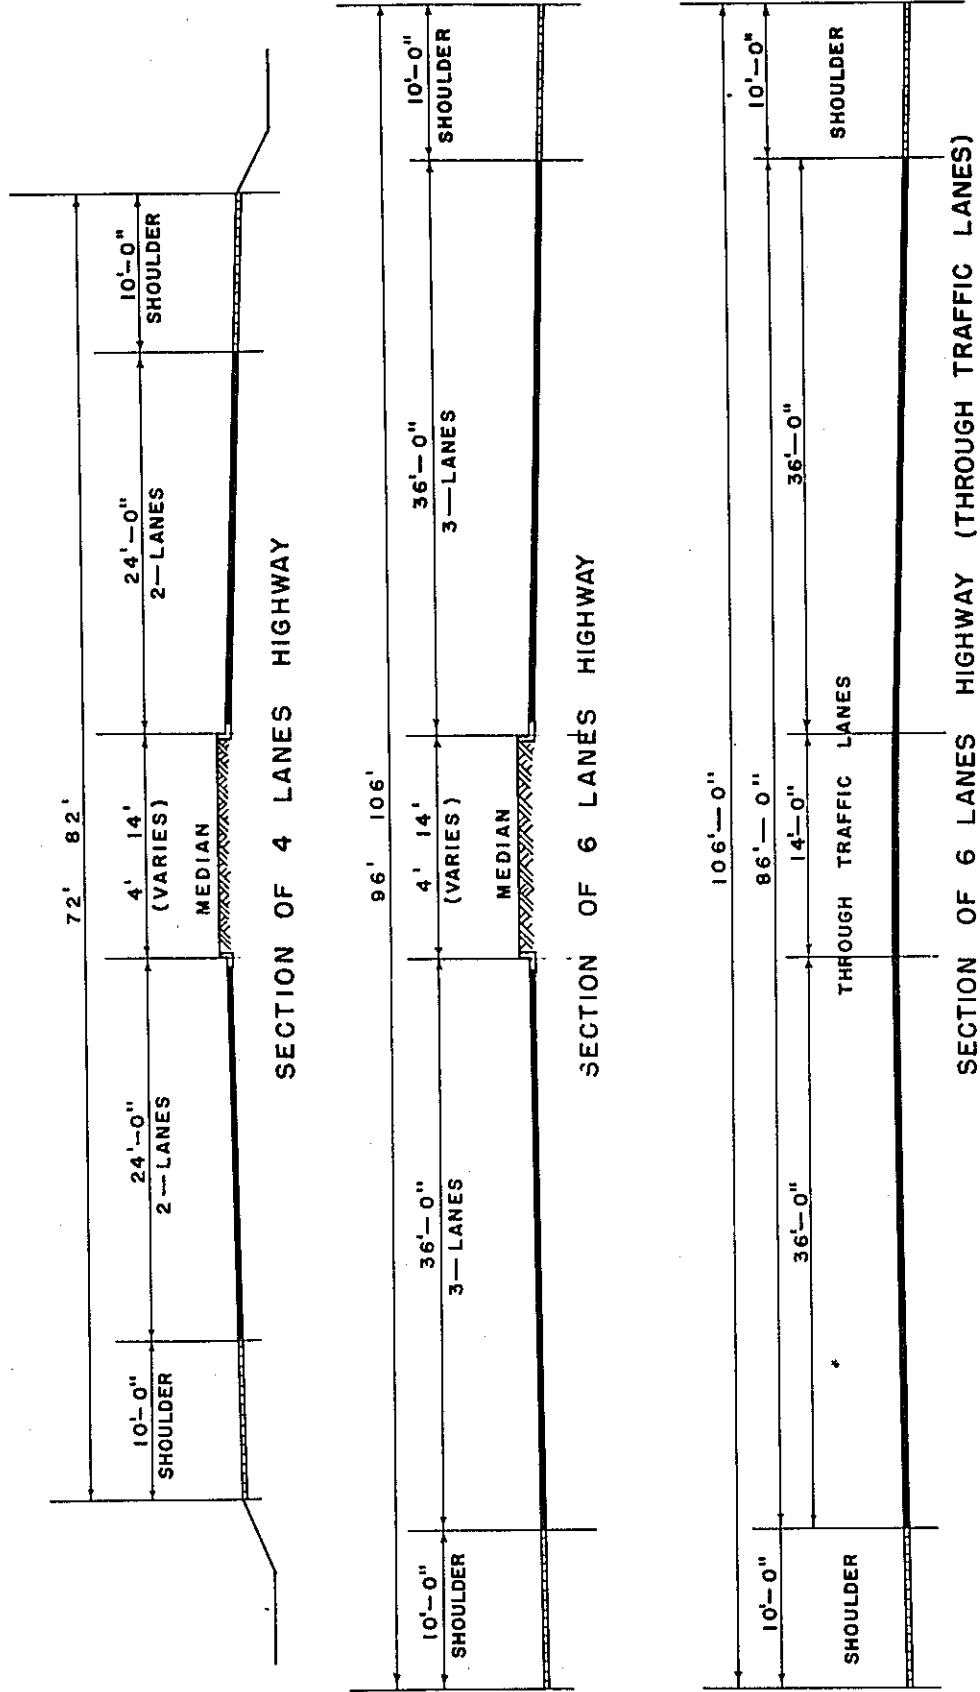 72' 82'
10'-0" 24'-0" 4' 14' 24'-0" 10'-0"
SHOULDER 2—LANES (VARIES) 2—LANES SHOULDER
MEDIAN
SECTION OF 4 LANES HIGHWAY
96' 106'
10'-0" 36'-0" 4' 14' 36'-0" 10'-0"
SHOULDER 3—LANES (VARIES) 3—LANES SHOULDER
MEDIAN
SECTION OF 6 LANES HIGHWAY
106'-0"
10'-0" 86'-0" 10'-0"
36'-0" 14'-0" 36'-0"
SHOULDER THROUGH TRAFFIC LANES SHOULDER
SECTION OF 6 LANES HIGHWAY (THROUGH TRAFFIC LANES)